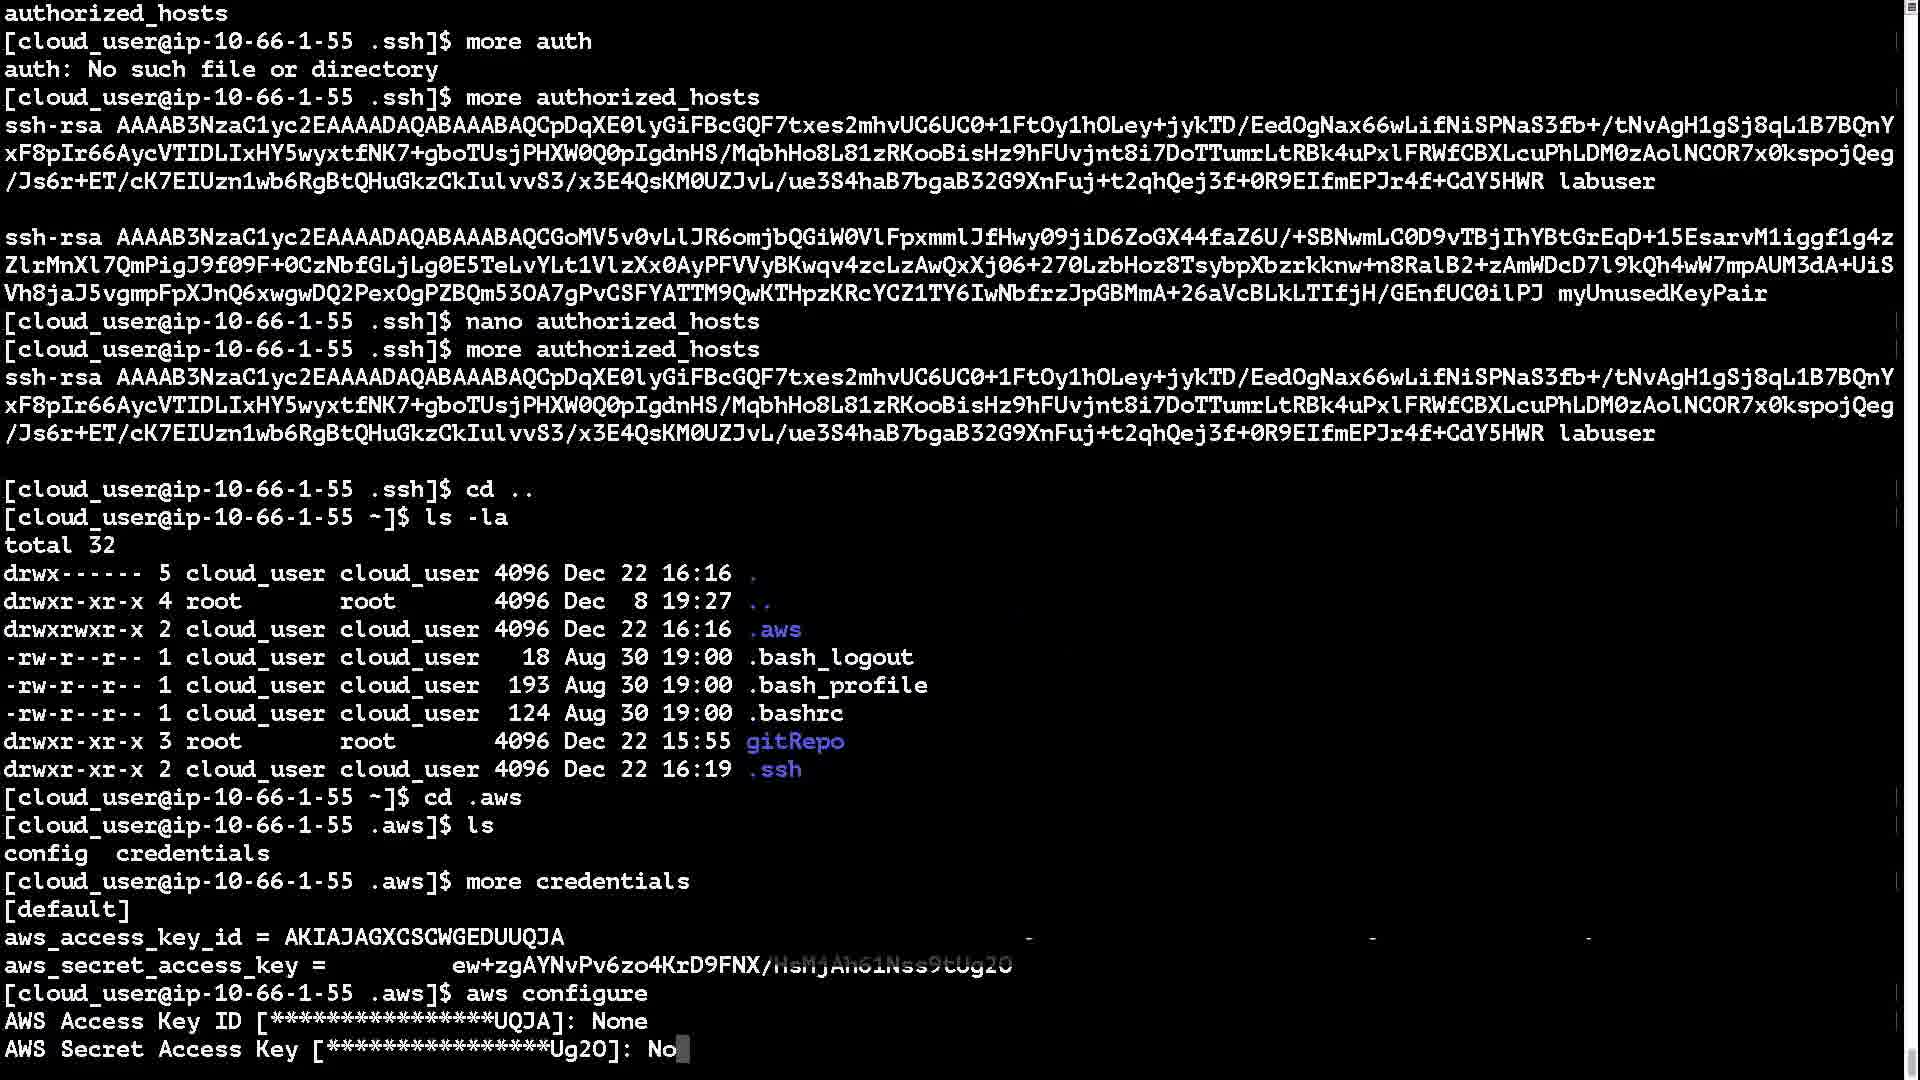 authorized_hosts
[cloud_user@ip-10-66-1-55 .ssh]$ more auth
auth: No such file or directory
[cloud_user@ip-10-66-1-55 .ssh]$ more authorized_hosts
ssh-rsa AAAAB3NzaC1yc2EAAAADAQABAAABAQCpDqXE0lyGiFBcGQF7txes2mhvUC6UC0+1FtOy1hOLey+jykTD/EedOgNax66wLifNiSPNaS3fb+/tNvAgH1gSj8qL1B7BQnY
xF8pIr66AycVTIDLIxHY5wyxtfNK7+gboTUsjPHXW0Q0pIgdnHS/MqbhHo8L81zRKooBisHz9hFUvjnt8i7DoTTumrLtRBk4uPxlFRWfCBXLcuPhLDM0zAolNCOR7x0kspojQeg
/Js6r+ET/cK7EIUzn1wb6RgBtQHuGkzCkIulvvS3/x3E4QsKM0UZJvL/ue3S4haB7bgaB32G9XnFuj+t2qhQej3f+0R9EIfmEPJr4f+CdY5HWR labuser
ssh-rsa AAAAB3NzaC1yc2EAAAADAQABAAABAQCGoMV5v0vLlJR6omjbQGiW0VlFpxmmlJfHwy09jiD6ZoGX44faZ6U/+SBNwmLC0D9vTBjIhYBtGrEqD+15EsarvM1iggf1g4z
ZlrMnXl7QmPigJ9f09F+0CzNbfGLjLg0E5TeLvYLt1VlzXx0AyPFVVyBKwqv4zcLzAwQxXj06+270LzbHoz8TsybpXbzrkknw+n8RalB2+zAmWDcD7l9kQh4wW7mpAUM3dA+UiS
Vh8jaJ5vgmpFpXJnQ6xwgwDQ2PexOgPZBQm53OA7gPvCSFYATTM9QwKTHpzKRcYCZ1TY6IwNbfrzJpGBMmA+26aVcBLkLTIfjH/GEnfUC0ilPJ myUnusedKeyPair
[cloud_user@ip-10-66-1-55 .ssh]$ nano authorized_hosts
[cloud_user@ip-10-66-1-55 .ssh]$ more authorized_hosts
ssh-rsa AAAAB3NzaC1yc2EAAAADAQABAAABAQCpDqXE0lyGiFBcGQF7txes2mhvUC6UC0+1FtOy1hOLey+jykTD/EedOgNax66wLifNiSPNaS3fb+/tNvAgH1gSj8qL1B7BQnY
xF8pIr66AycVTIDLIxHY5wyxtfNK7+gboTUsjPHXW0Q0pIgdnHS/MqbhHo8L81zRKooBisHz9hFUvjnt8i7DoTTumrLtRBk4uPxlFRWfCBXLcuPhLDM0zAolNCOR7x0kspojQeg
/Js6r+ET/cK7EIUzn1wb6RgBtQHuGkzCkIulvvS3/x3E4QsKM0UZJvL/ue3S4haB7bgaB32G9XnFuj+t2qhQej3f+0R9EIfmEPJr4f+CdY5HWR labuser
[cloud_user@ip-10-66-1-55 .ssh]$ cd ..
[cloud_user@ip-10-66-1-55 ~]$ ls -la
total 32
drwx------ 5 cloud_user cloud_user 4096 Dec 22 16:16 .
drwxr-xr-x 4 root       root       4096 Dec  8 19:27 ..
drwxrwxr-x 2 cloud_user cloud_user 4096 Dec 22 16:16 .aws
-rw-r--r-- 1 cloud_user cloud_user   18 Aug 30 19:00 .bash_logout
-rw-r--r-- 1 cloud_user cloud_user  193 Aug 30 19:00 .bash_profile
-rw-r--r-- 1 cloud_user cloud_user  124 Aug 30 19:00 .bashrc
drwxr-xr-x 3 root       root       4096 Dec 22 15:55 gitRepo
drwxr-xr-x 2 cloud_user cloud_user 4096 Dec 22 16:19 .ssh
[cloud_user@ip-10-66-1-55 ~]$ cd .aws
[cloud_user@ip-10-66-1-55 .aws]$ ls
config  credentials
[cloud_user@ip-10-66-1-55 .aws]$ more credentials
[default]
aws_access_key_id = AKIAJAGXCSCWGEDUUQJA
aws_secret_access_key =         ew+zgAYNvPv6zo4KrD9FNX/
[cloud_user@ip-10-66-1-55 .aws]$ aws configure
AWS Access Key ID [****************UQJA]: None
AWS Secret Access Key [****************Ug2O]: No